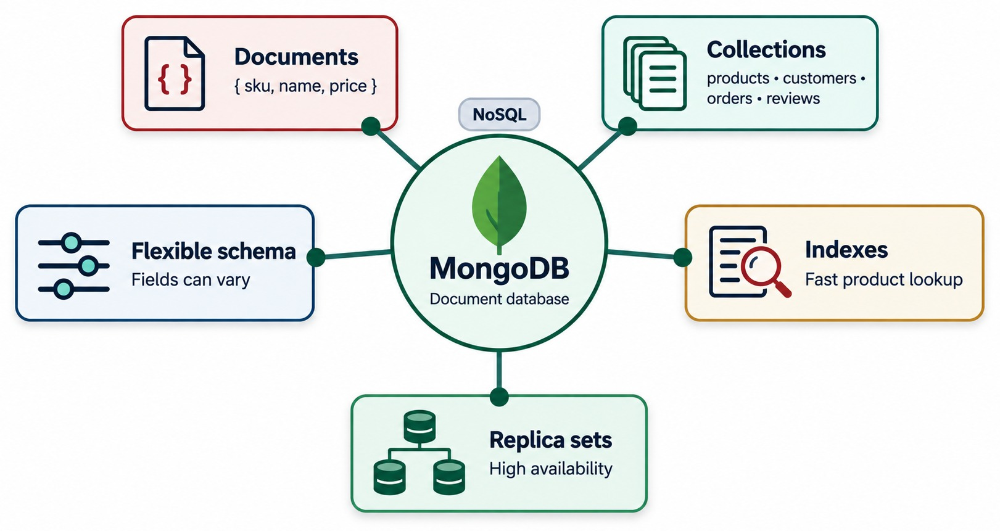 Documents
{ sku, name, price }
Collections
products • customers •
orders • reviews
NoSQL
{ }
MongoDB
Document database
Flexible schema
Fields can vary
Indexes
Fast product lookup
Replica sets
High availability